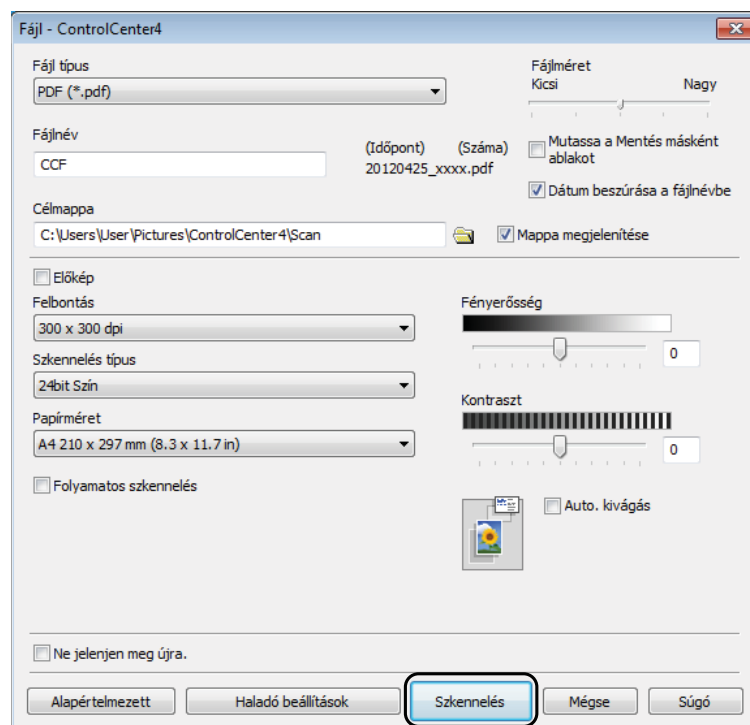 Fájl - ControlCenter4
Fájl típus
PDF (*.pdf)
Fájlméret
Kicsi Nagy
Fájlnév
CCF
(Időpont) (Száma)
20120425_xxxx.pdf
Mutassa a Mentés másként
ablakot
Dátum beszúrása a fájlnévbe
Célmappa
C:\Users\User\Pictures\ControlCenter4\Scan
Mappa megjelenítése
Előkép
Felbontás
300 x 300 dpi
Szkennelés típus
24bit Szín
Papírméret
A4 210 x 297 mm (8.3 x 11.7 in)
Folyamatos szkennelés
Fényerősség
0
Kontraszt
0
Auto. kivágás
Ne jelenjen meg újra.
Alapértelmezett Haladó beállítások Szkennelés Mégse Súgó